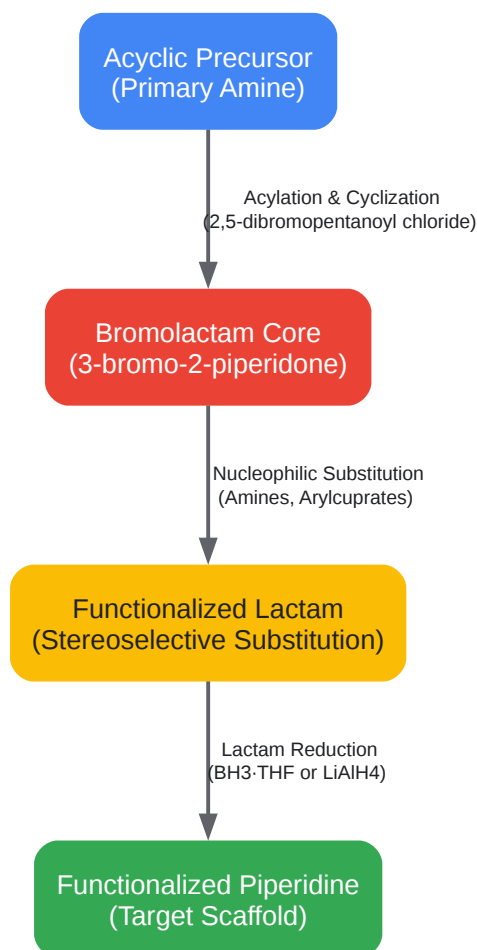 Acyclic Precursor
(Primary Amine)
Acylation & Cyclization
(2,5-dibromopentanoyl chloride)
Bromolactam Core
(3-bromo-2-piperidone)
Nucleophilic Substitution
(Amines, Arylcuprates)
Functionalized Lactam
(Stereoselective Substitution)
Lactam Reduction
(BH3·THF or LiAlH4)
Functionalized Piperidine
(Target Scaffold)